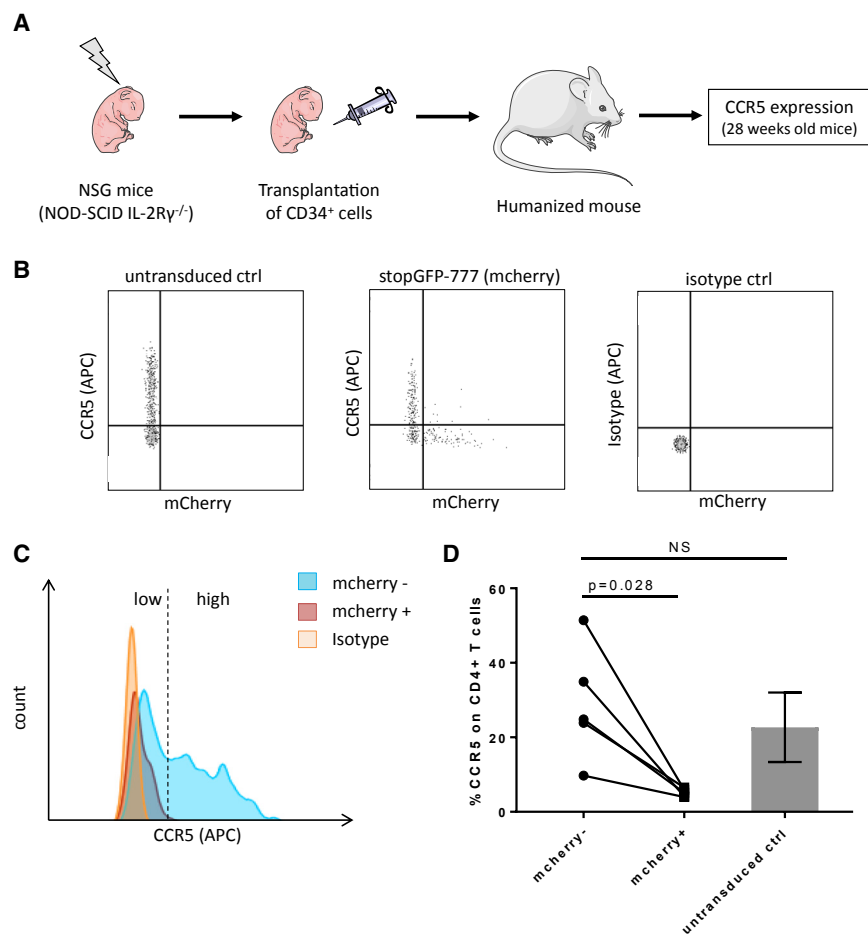 A
NSG mice
(NOD-SCID IL-2Rγ-/-)
Transplantation
of CD34+ cells
Humanized mouse
CCR5 expression
(28 weeks old mice)
B
untransduced ctrl
CCR5 (APC)
mCherry
stopGFP-777 (mcherry)
CCR5 (APC)
mCherry
isotype ctrl
Isotype (APC)
mCherry
C
low
high
mcherry -
mcherry +
Isotype
count
CCR5 (APC)
D
NS
p=0.028
60
40
20
0
% CCR5 on CD4+ T cells
mcherry-
mcherry+
untransduced ctrl